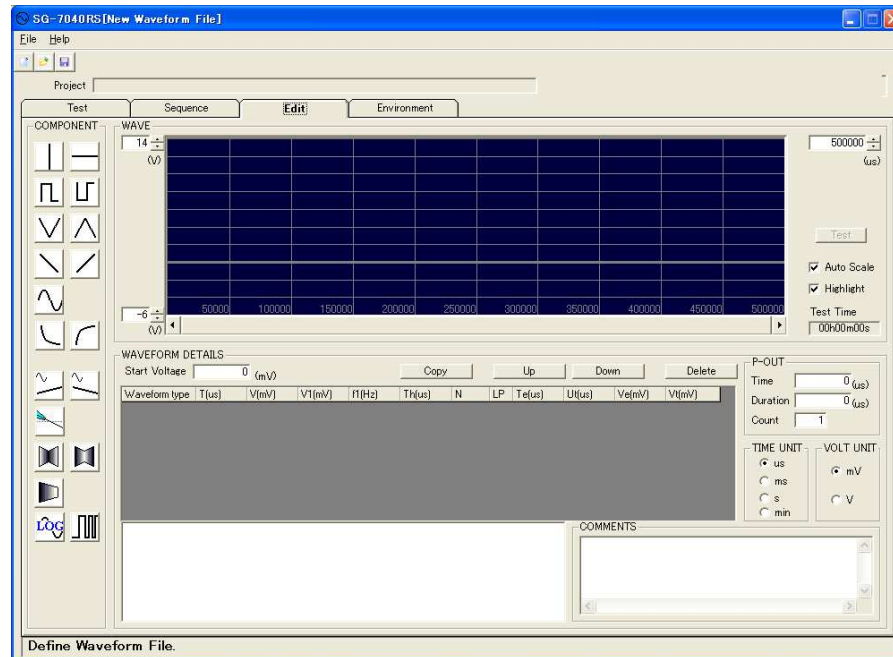 SG-7040RS[New Waveform File]
File Help
Project
Test Sequence Edit Environment
COMPONENT
WAVE
14
(V)
500000
(us)
Test
Auto Scale
Highlight
Test Time
00h00m00s
-6
(V)
50000 100000 150000 200000 250000 300000 350000 400000 450000 500000
WAVEFORM DETAILS
Start Voltage 0 (mV) Copy Up Down Delete
Waveform type T(us) V(mV) V1(mV) f1(Hz) Th(us) N LP Te(us) Ut(us) Ve(mV) Vt(mV)
P-OUT
Time 0 (us)
Duration 0 (us)
Count 1
TIME UNIT
us
ms
s
min
VOLT UNIT
mV
V
LOG
COMMENTS
Define Waveform File.